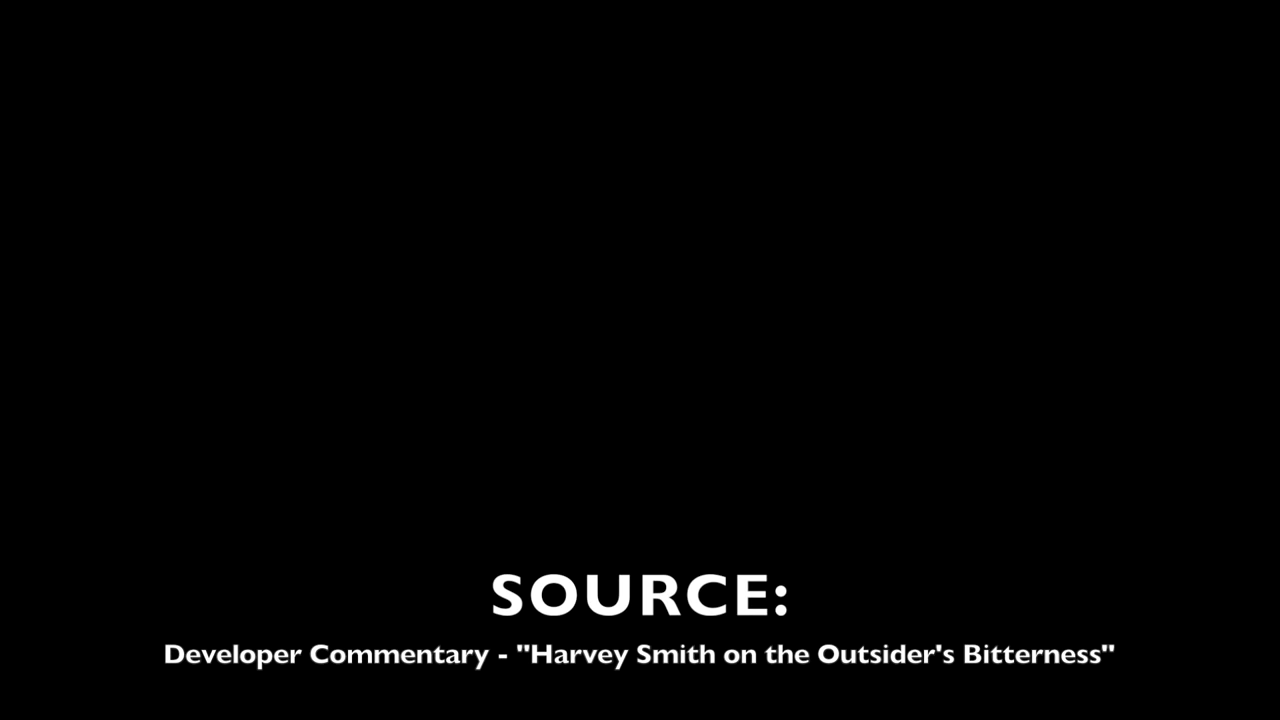 SOURCE:
Developer Commentary - "Harvey Smith on the Outsider's Bitterness"